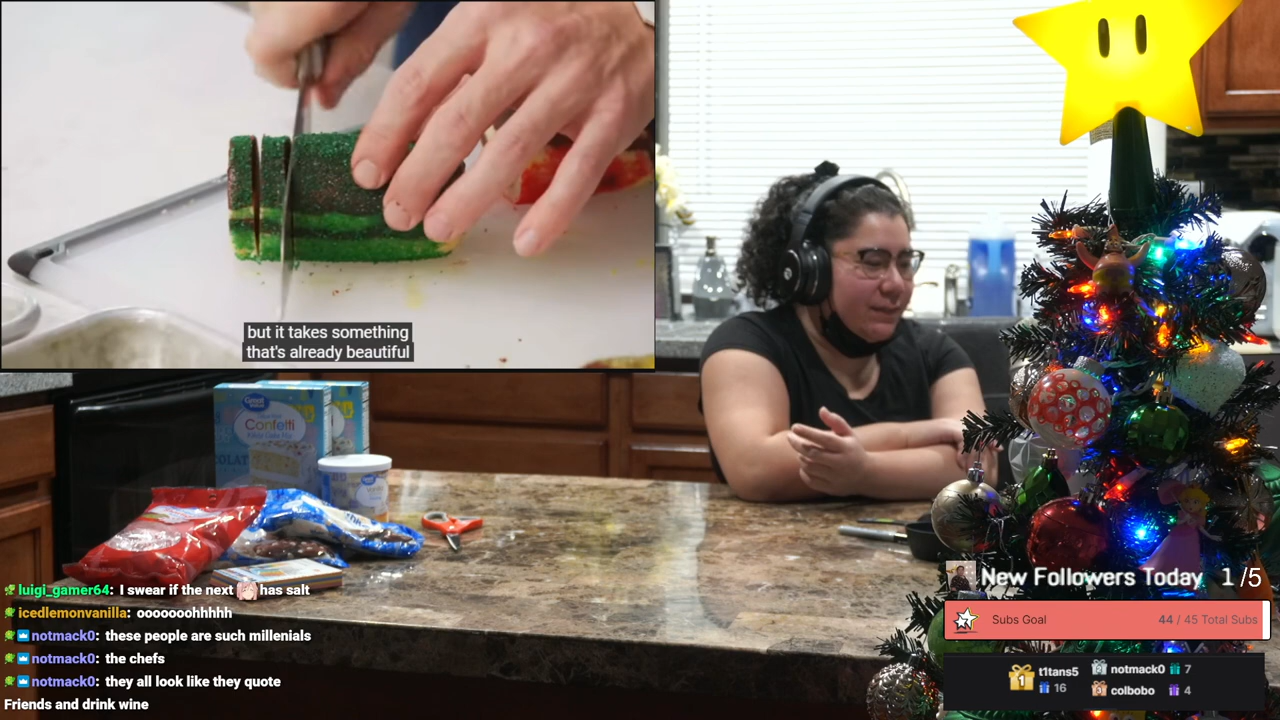 but it takes something
that's already beautiful
Great
Confetti
luigi_gamer64: I swear if the next has salt
icedlemonvanilla: ooooooohhhhh
notmack0: these people are such millenials
notmack0: the chefs
notmack0: they all look like they quote
Friends and drink wine
New Followers Today 1 /5
Subs Goal 44 / 45 Total Subs
1 t1tans5 16
notmack0 7
colbobo 4